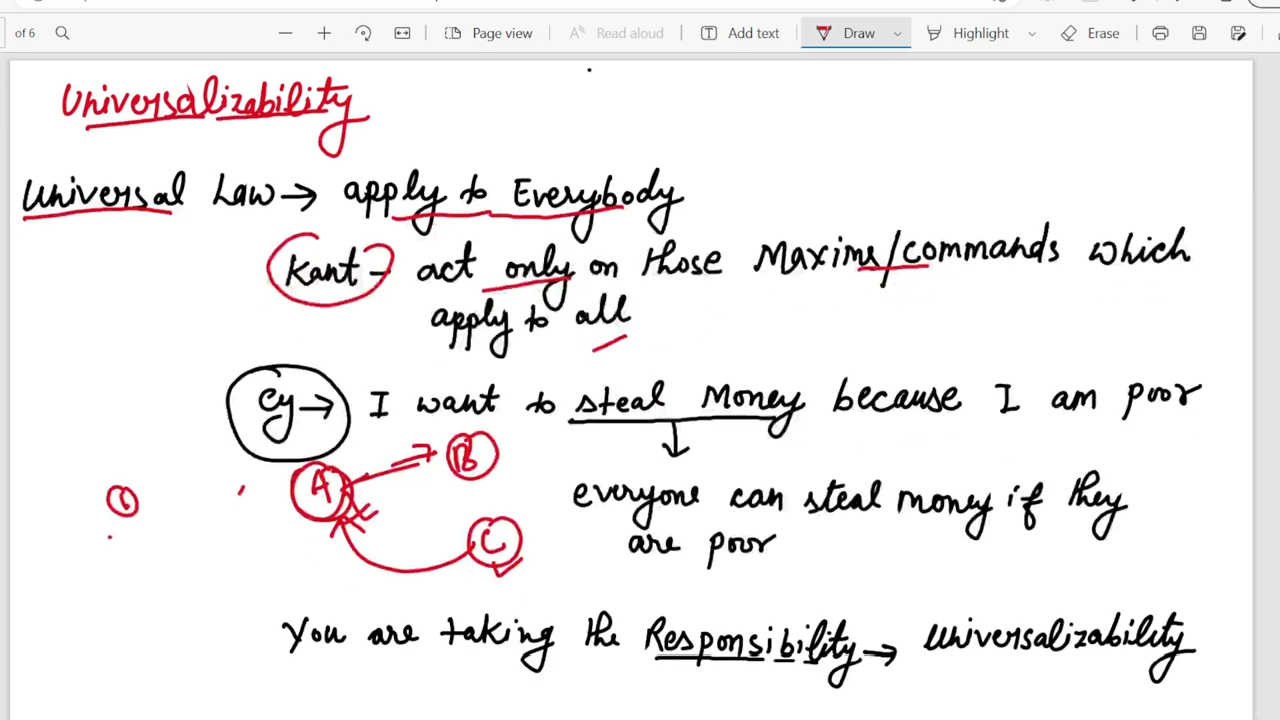 of 6
Page view
Read aloud
Add text
Draw
Highlight
Erase
Universalizability
Universal Law → apply to Everybody
Kant - act only on those Maxims/commands which
apply to all
Eg → I want to steal Money because I am poor
A B
everyone can steal money if they
are poor
C
You are taking the Responsibility → universalizability